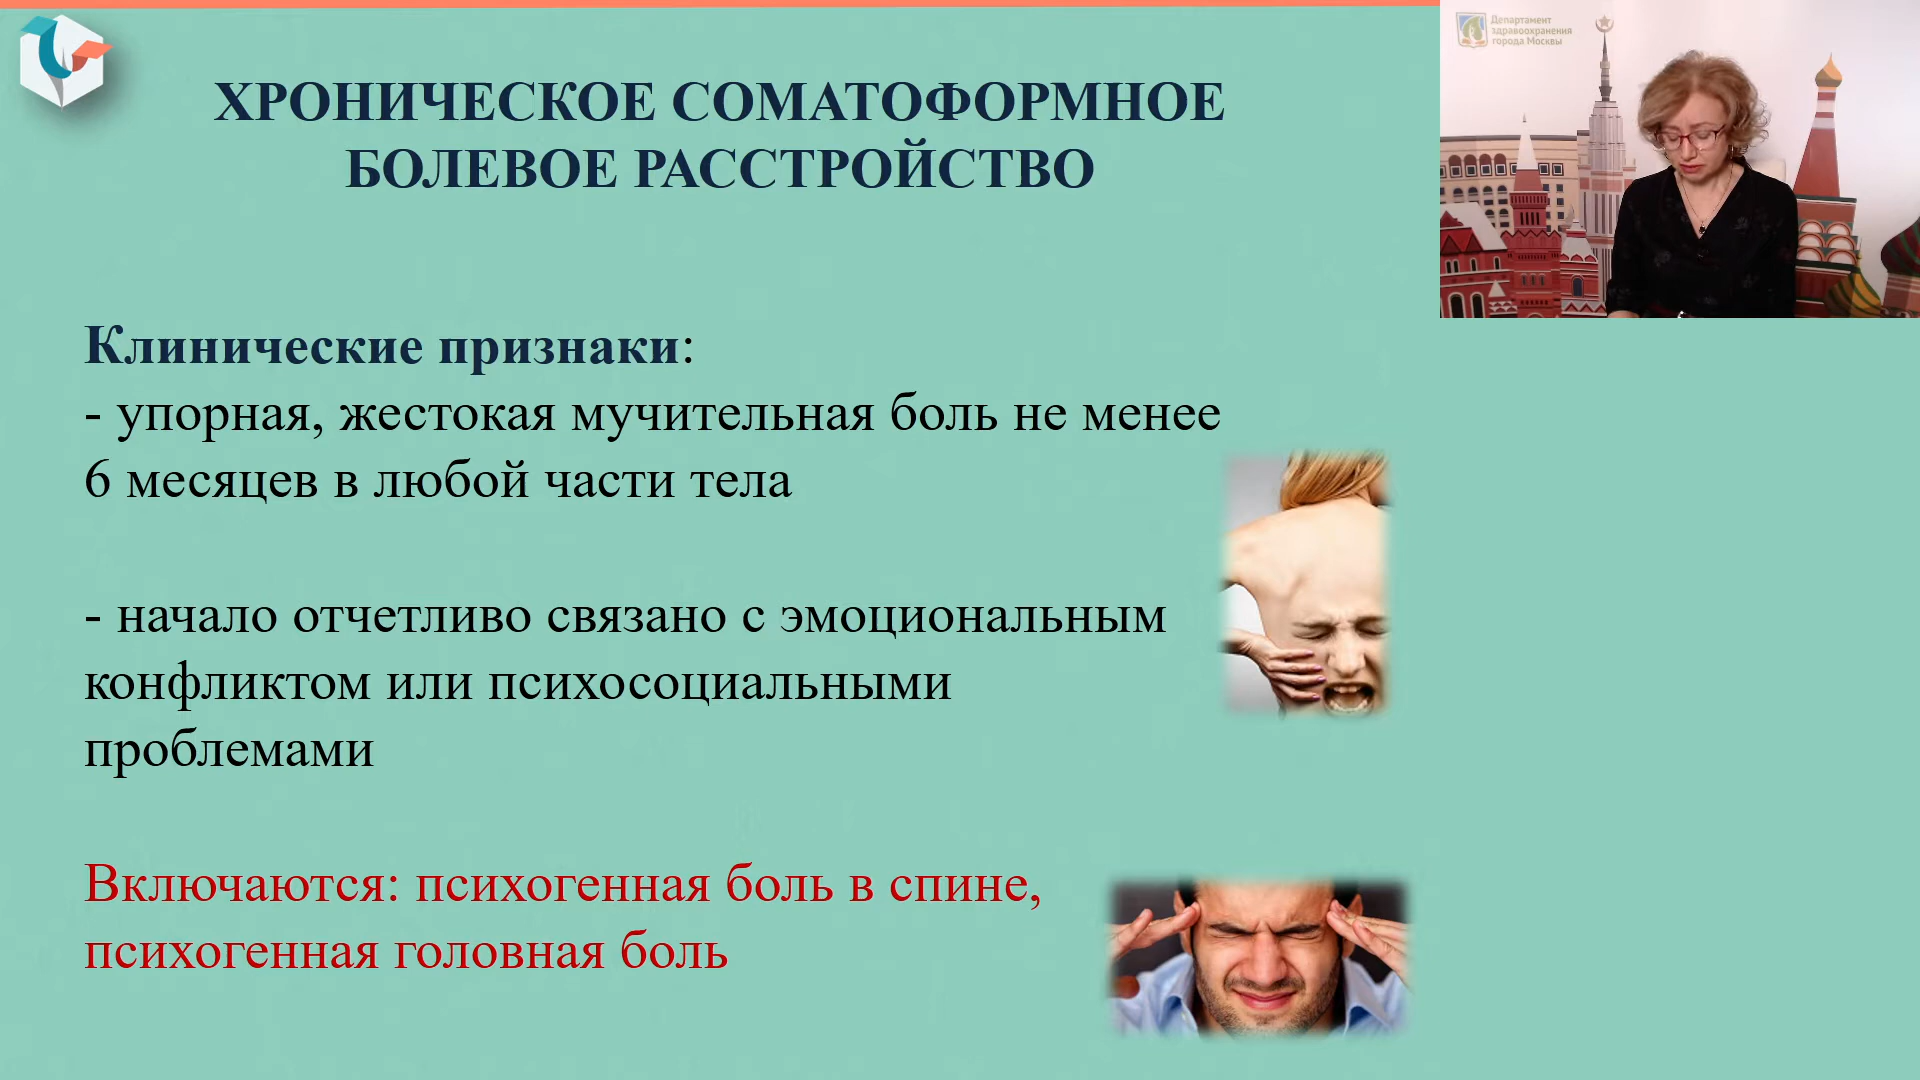 ХРОНИЧЕСКОЕ СОМАТОФОРМНОЕ
БОЛЕВОЕ РАССТРОЙСТВО
Департамент
здравоохранения
города Москвы
Клинические признаки:
- упорная, жестокая мучительная боль не менее
6 месяцев в любой части тела
- начало отчетливо связано с эмоциональным
конфликтом или психосоциальными
проблемами
Включаются: психогенная боль в спине,
психогенная головная боль